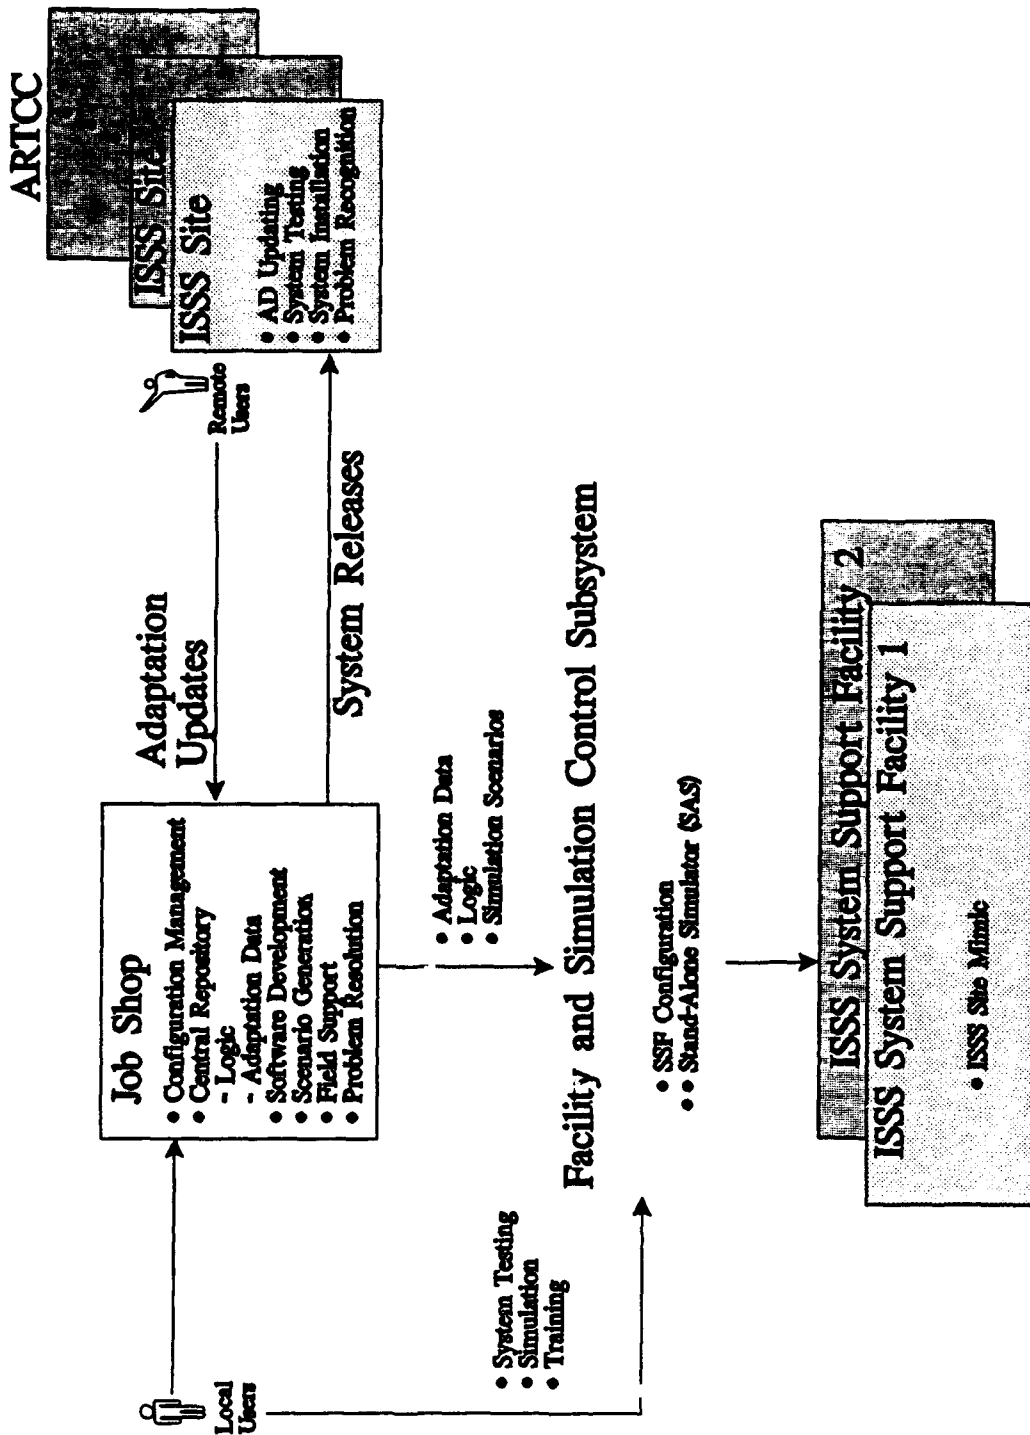 ARTCC
ISSS Site
ISSS Site
• AD Updating
• System Testing
• System Installation
• Problem Recognition
Remote
Users
Adaptation
Updates
System Releases
Job Shop
• Configuration Management
• Central Repository
- Logic
- Adaptation Data
• Software Development
• Scenario Generation
• Field Support
• Problem Resolution
Local
Users
• Adaptation Data
• Logic
• Simulation Scenarios
• System Testing
• Simulation
• Training
Facility and Simulation Control Subsystem
• SSF Configuration
• Stand-Alone Simulator (SAS)
ISSS System Support Facility 2
ISSS System Support Facility 1
• ISSS Site Mimic